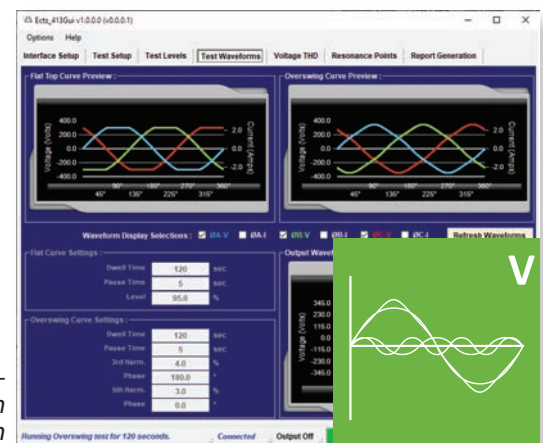 Ects_413Gui v1.0.0.0 (v0.0.0.1)
Options Help
Interface Setup Test Setup Test Levels Test Waveforms Voltage THD Resonance Points Report Generation
Flat Top Curve Preview :
Overswing Curve Preview :
Voltage (Volts)
400.0
200.0
0.0
-200.0
-400.0
2.0
0.0
-2.0
Current (Amps)
90° 180° 270° 360°
45° 135° 225° 315°
Voltage (Volts)
400.0
200.0
0.0
-200.0
-400.0
2.0
0.0
-2.0
Current (Amps)
90° 180° 270° 360°
45° 135° 225° 315°
Waveform Display Selections : ØA-V ØA-I ØB-V ØB-I ØC-V ØC-I Refresh Waveforms
Flat Curve Settings :
Dwell Time 120 sec
Pause Time 5 sec
Level 95.0 %
Overswing Curve Settings :
Dwell Time 120 sec
Pause Time 5 sec
3rd Harm. 4.0 %
Phase 180.0 °
5th Harm. 3.0 %
Phase 0.0 °
Output Wavef
Voltage (Volts)
345.0
230.0
115.0
0.0
-115.0
-230.0
-345.0
V
Running Overswing test for 120 seconds. Connected Output Off